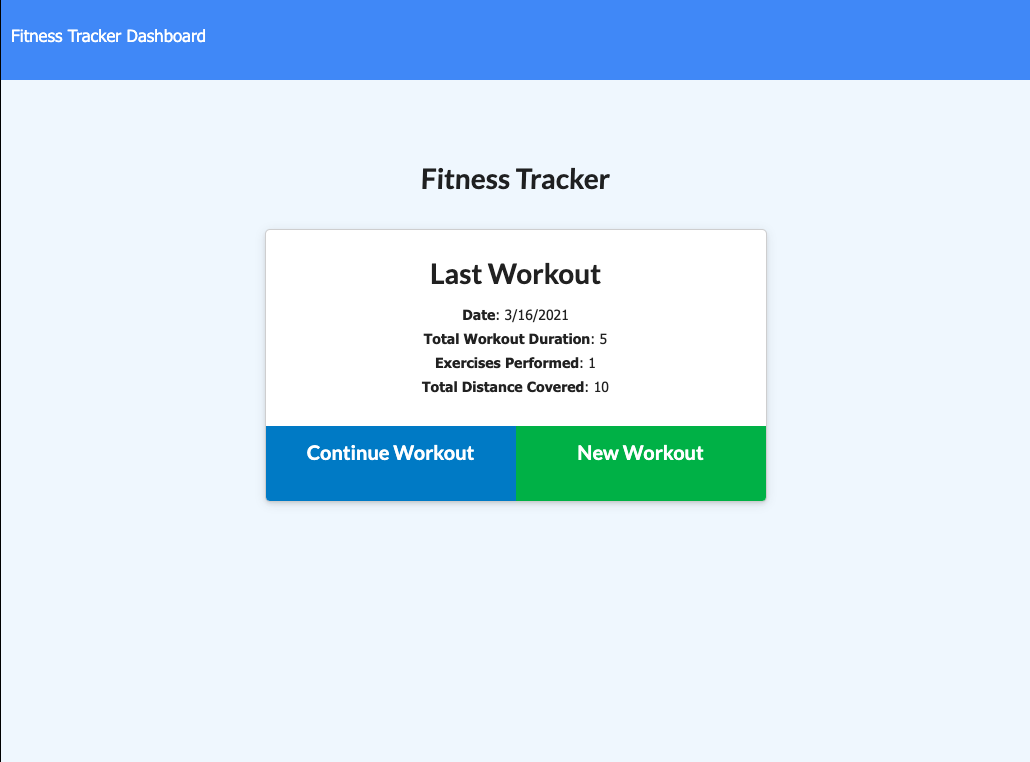 Fitness Tracker Dashboard
Fitness Tracker
Last Workout
Date: 3/16/2021
Total Workout Duration: 5
Exercises Performed: 1
Total Distance Covered: 10
Continue Workout
New Workout